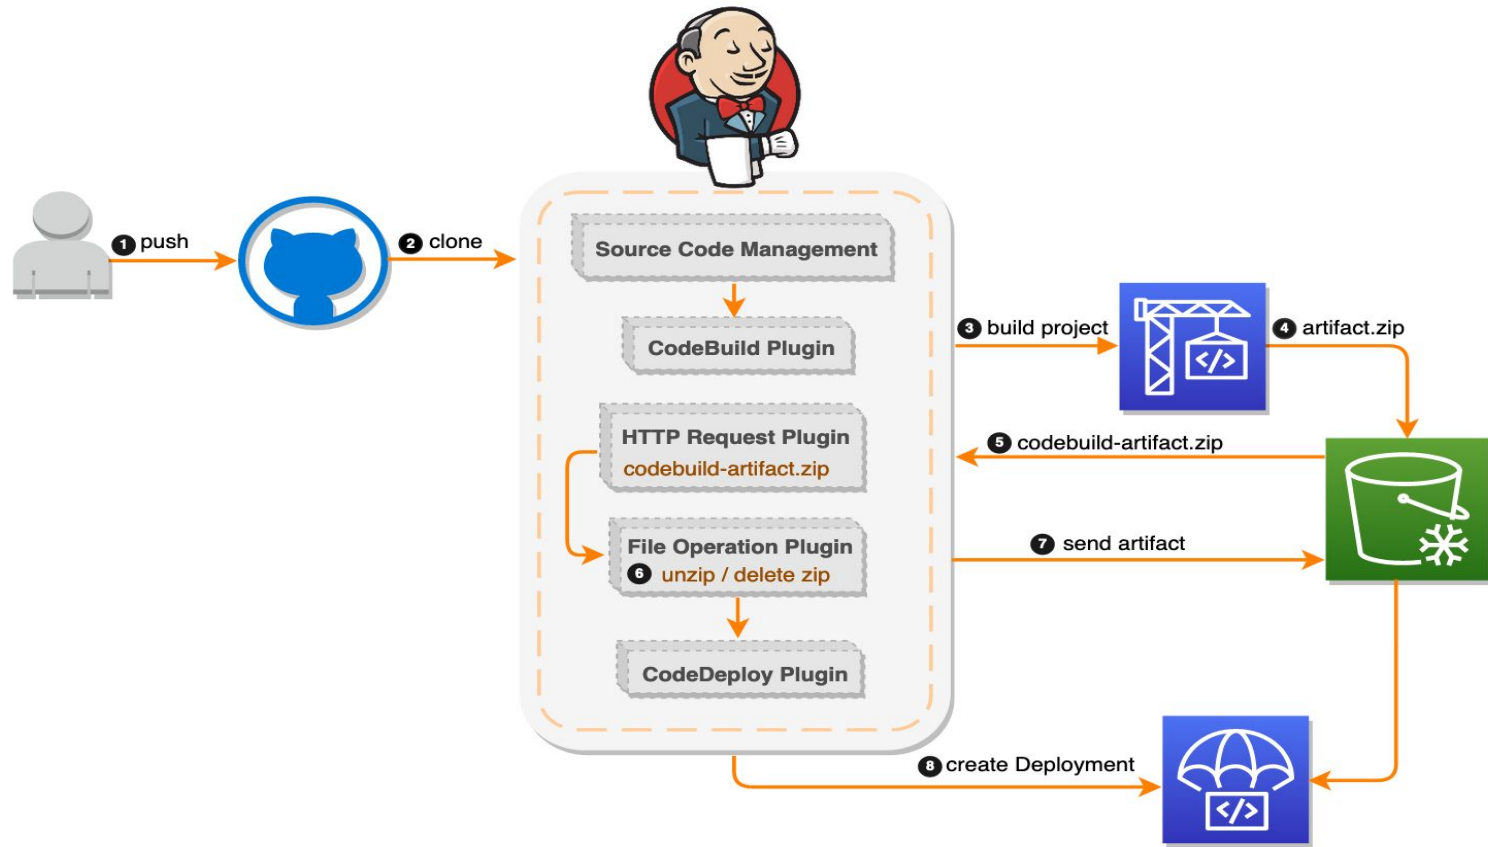 1 push
2 clone
Source Code Management
CodeBuild Plugin
3 build project
4 artifact.zip
HTTP Request Plugin
codebuild-artifact.zip
5 codebuild-artifact.zip
File Operation Plugin
6 unzip / delete zip
7 send artifact
CodeDeploy Plugin
8 create Deployment
</>
</>